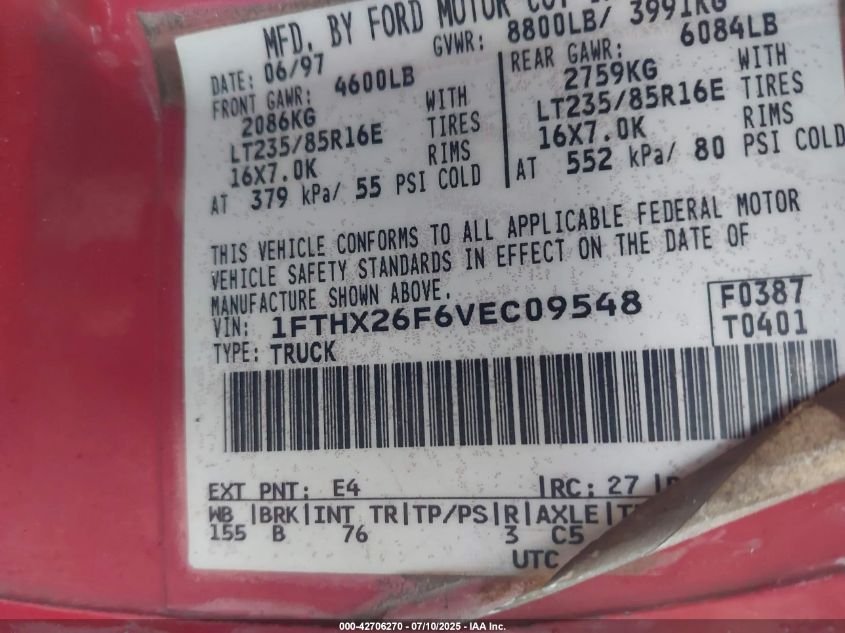 MFD. BY FORD MOTOR CO.
DATE: 06/97 GVWR: 8800LB/ 3991KG
FRONT GAWR: 4600LB REAR GAWR: 6084LB
2086KG WITH 2759KG WITH
LT235/85R16E TIRES LT235/85R16E TIRES
16X7.0K RIMS 16X7.0K RIMS
AT 379 kPa/ 55 PSI COLD AT 552 kPa/ 80 PSI COLD
THIS VEHICLE CONFORMS TO ALL APPLICABLE FEDERAL MOTOR
VEHICLE SAFETY STANDARDS IN EFFECT ON THE DATE OF
MANUFACTURE SHOWN ABOVE.
VIN: 1FTHX26F6VEC09548 F0387
TYPE: TRUCK T0401
EXT PNT: E4 |RC: 27 |
WB |BRK|INT TR|TP/PS|R|AXLE|
155 B 76 3 C5
UTC
000-42706270 - 07/10/2025 - IAA Inc.